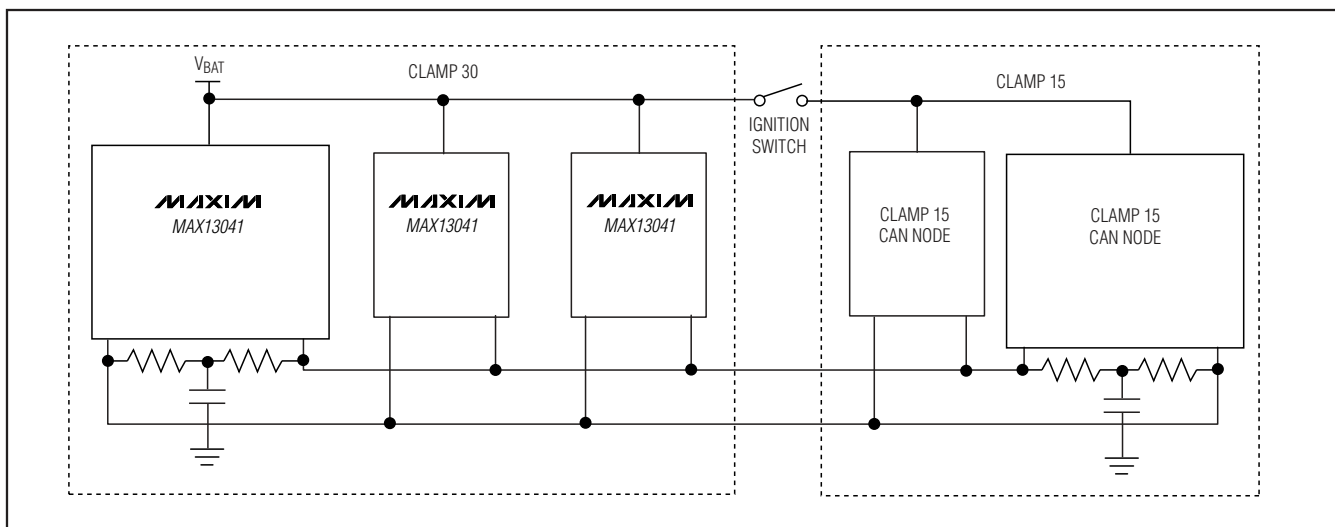 VBAT
CLAMP 30
CLAMP 15
IGNITION
SWITCH
MAXIM
MAX13041
MAXIM
MAX13041
MAXIM
MAX13041
CLAMP 15
CAN NODE
CLAMP 15
CAN NODE